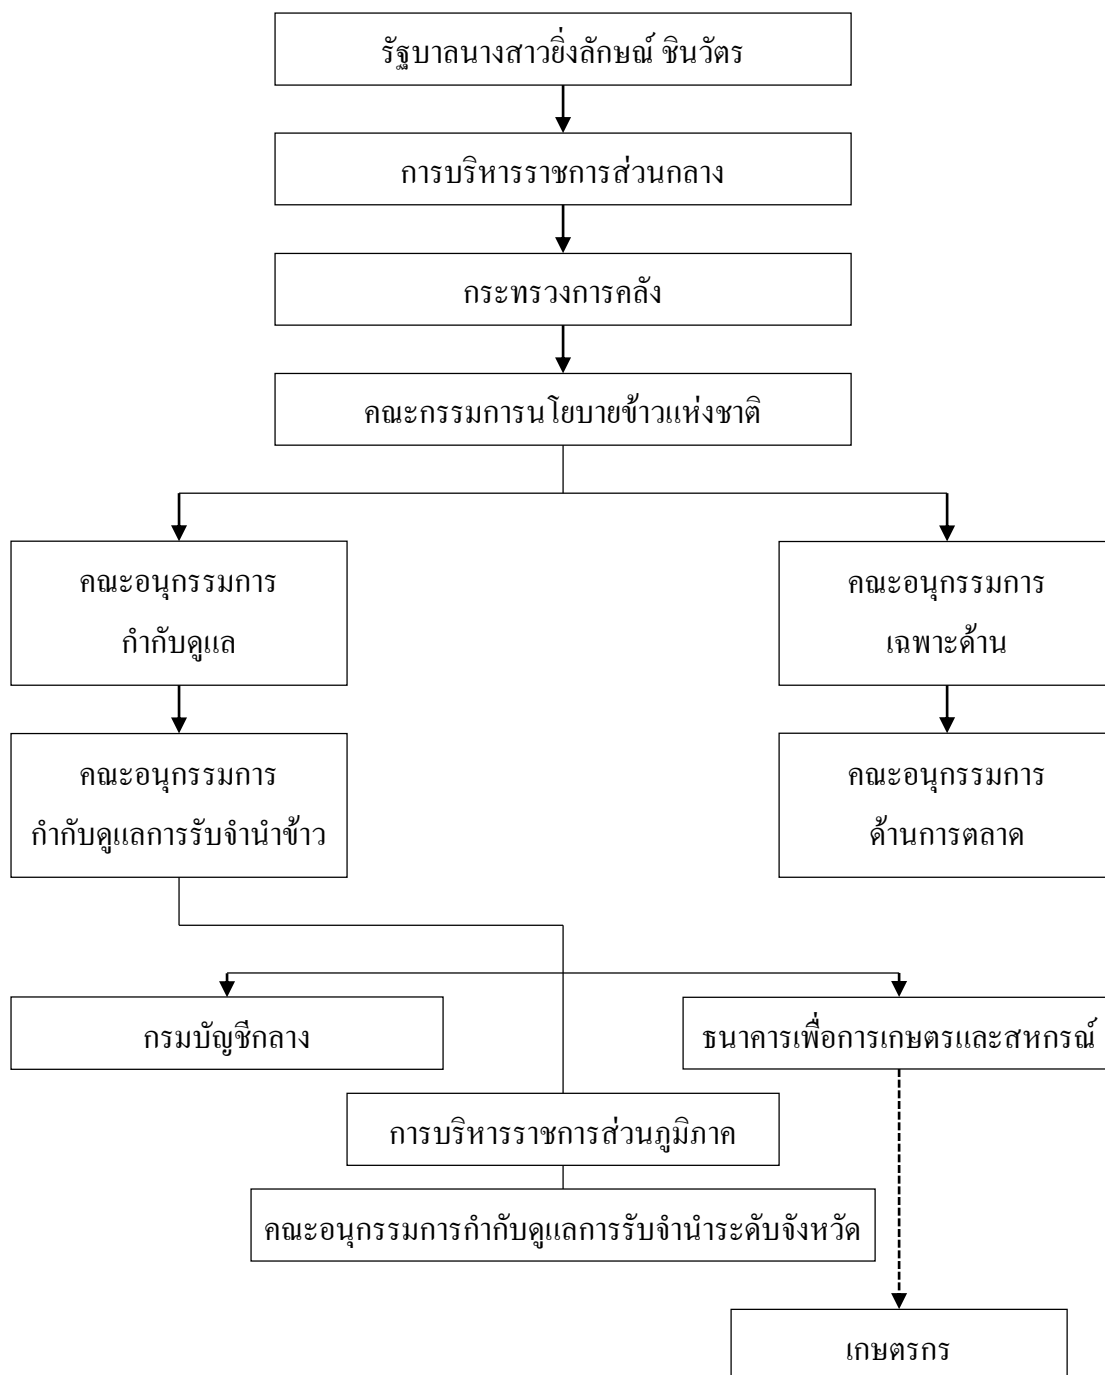 รัฐบาลนางสาวยิ่งลักษณ์ ชินวัตร
การบริหารราชการส่วนกลาง
กระทรวงการคลัง
คณะกรรมการนโยบายข้าวแห่งชาติ
คณะอนุกรรมการ
กำกับดูแล
คณะอนุกรรมการ
เฉพาะด้าน
คณะอนุกรรมการ
กำกับดูแลการรับจำนำข้าว
คณะอนุกรรมการ
ด้านการตลาด
กรมบัญชีกลาง
ธนาคารเพื่อการเกษตรและสหกรณ์
การบริหารราชการส่วนภูมิภาค
คณะอนุกรรมการกำกับดูแลการรับจำนำระดับจังหวัด
เกษตรกร